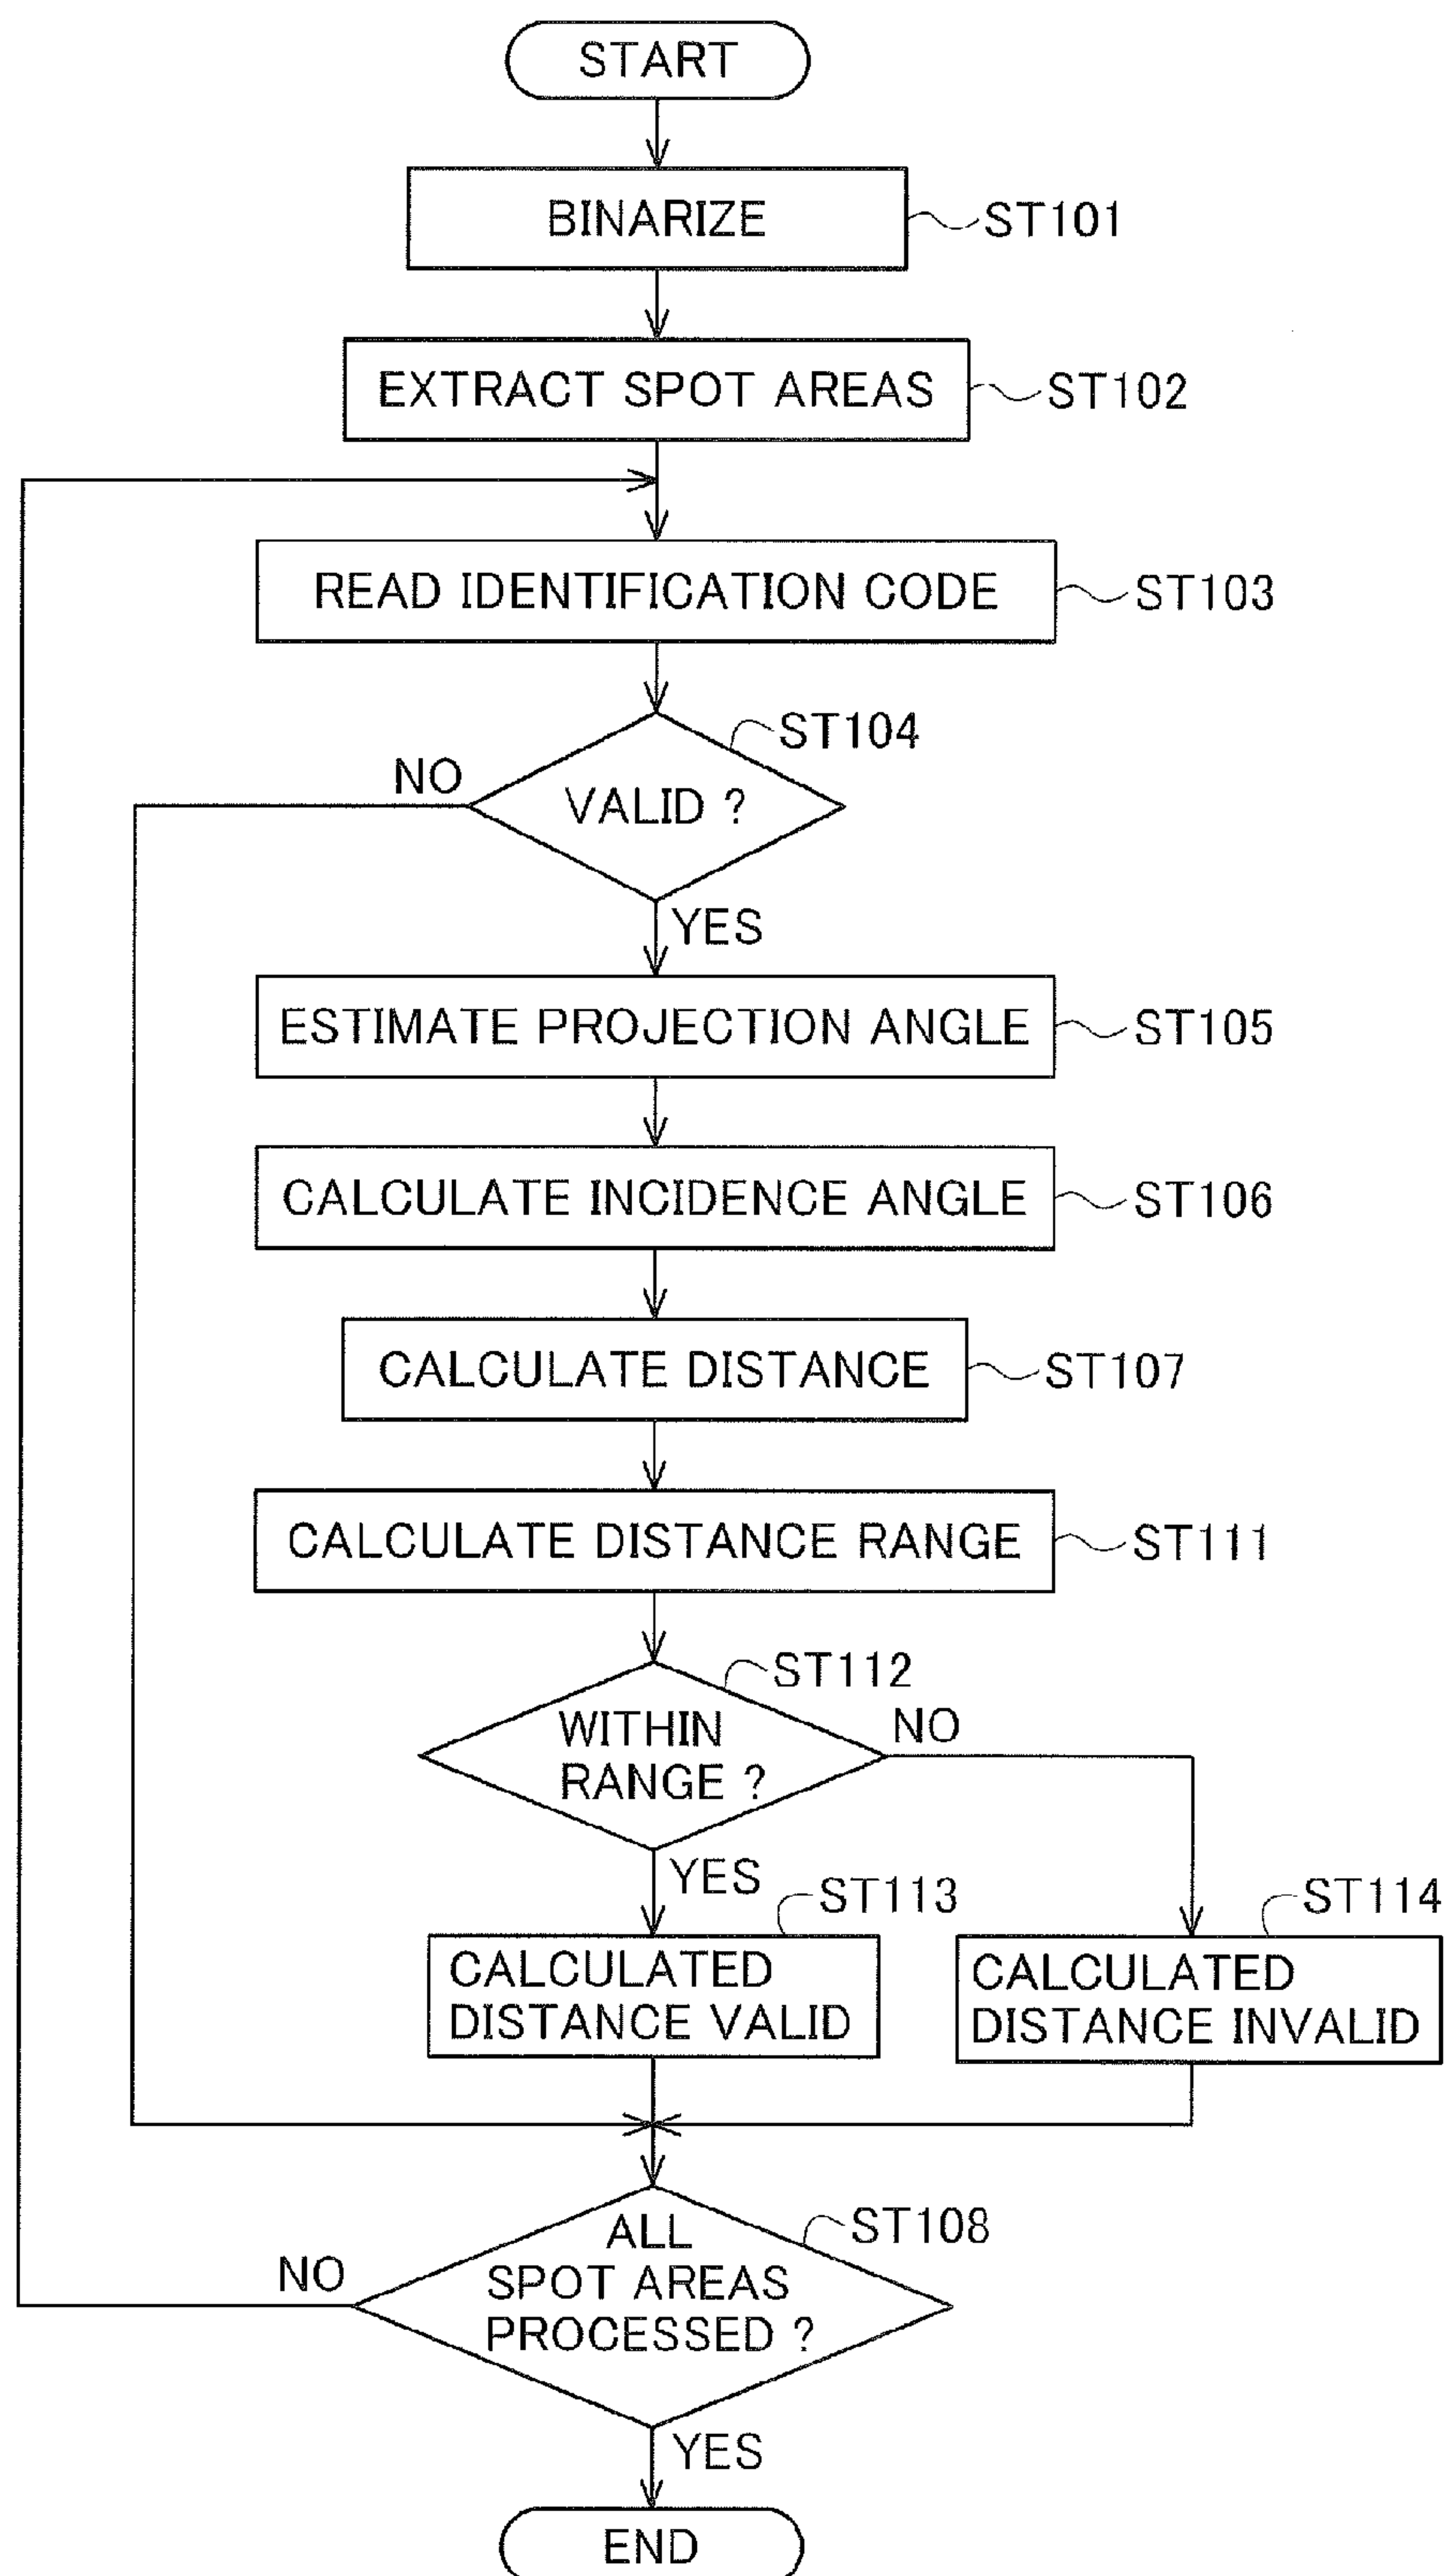 START
BINARIZE
ST101
EXTRACT SPOT AREAS
ST102
READ IDENTIFICATION CODE
ST103
ST104
NO
VALID ?
YES
ESTIMATE PROJECTION ANGLE
ST105
CALCULATE INCIDENCE ANGLE
ST106
CALCULATE DISTANCE
ST107
CALCULATE DISTANCE RANGE
ST111
ST112
WITHIN
RANGE ?
NO
YES
ST113
CALCULATED
DISTANCE VALID
ST114
CALCULATED
DISTANCE INVALID
ST108
ALL
SPOT AREAS
PROCESSED ?
NO
YES
END